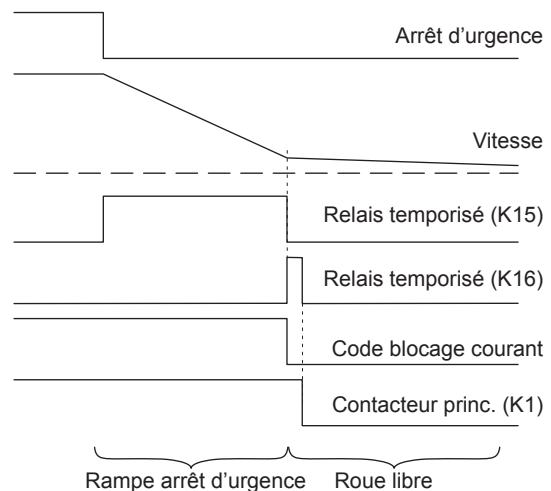 Arrêt d’urgence
Vitesse
Relais temporisé (K15)
Relais temporisé (K16)
Code blocage courant
Contacteur princ. (K1)
Rampe arrêt d’urgence
Roue libre